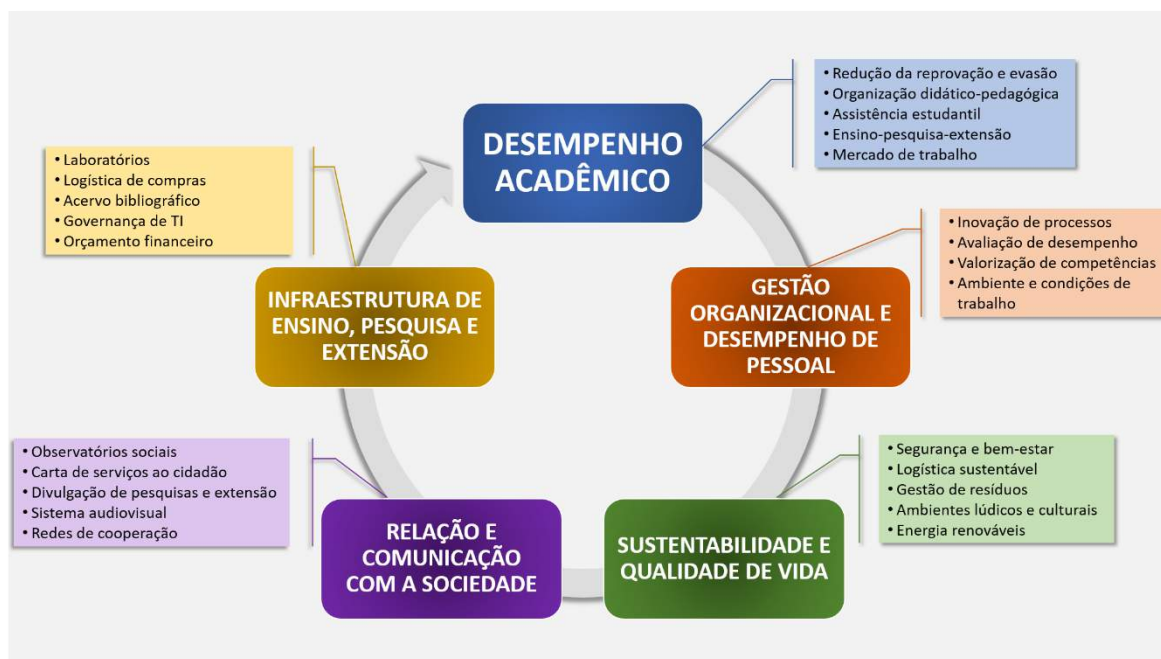 DESEMPENHO
ACADÊMICO
• Redução da reprovação e evasão
• Organização didático-pedagógica
• Assistência estudantil
• Ensino-pesquisa-extensão
• Mercado de trabalho
GESTÃO
ORGANIZACIONAL E
DESEMPENHO DE
PESSOAL
• Inovação de processos
• Avaliação de desempenho
• Valorização de competências
• Ambiente e condições de
trabalho
SUSTENTABILIDADE E
QUALIDADE DE VIDA
• Segurança e bem-estar
• Logística sustentável
• Gestão de resíduos
• Ambientes lúdicos e culturais
• Energia renováveis
RELAÇÃO E
COMUNICAÇÃO
COM A SOCIEDADE
• Observatórios sociais
• Carta de serviços ao cidadão
• Divulgação de pesquisas e extensão
• Sistema audiovisual
• Redes de cooperação
INFRAESTRUTURA DE
ENSINO, PESQUISA E
EXTENSÃO
• Laboratórios
• Logística de compras
• Acervo bibliográfico
• Governança de TI
• Orçamento financeiro